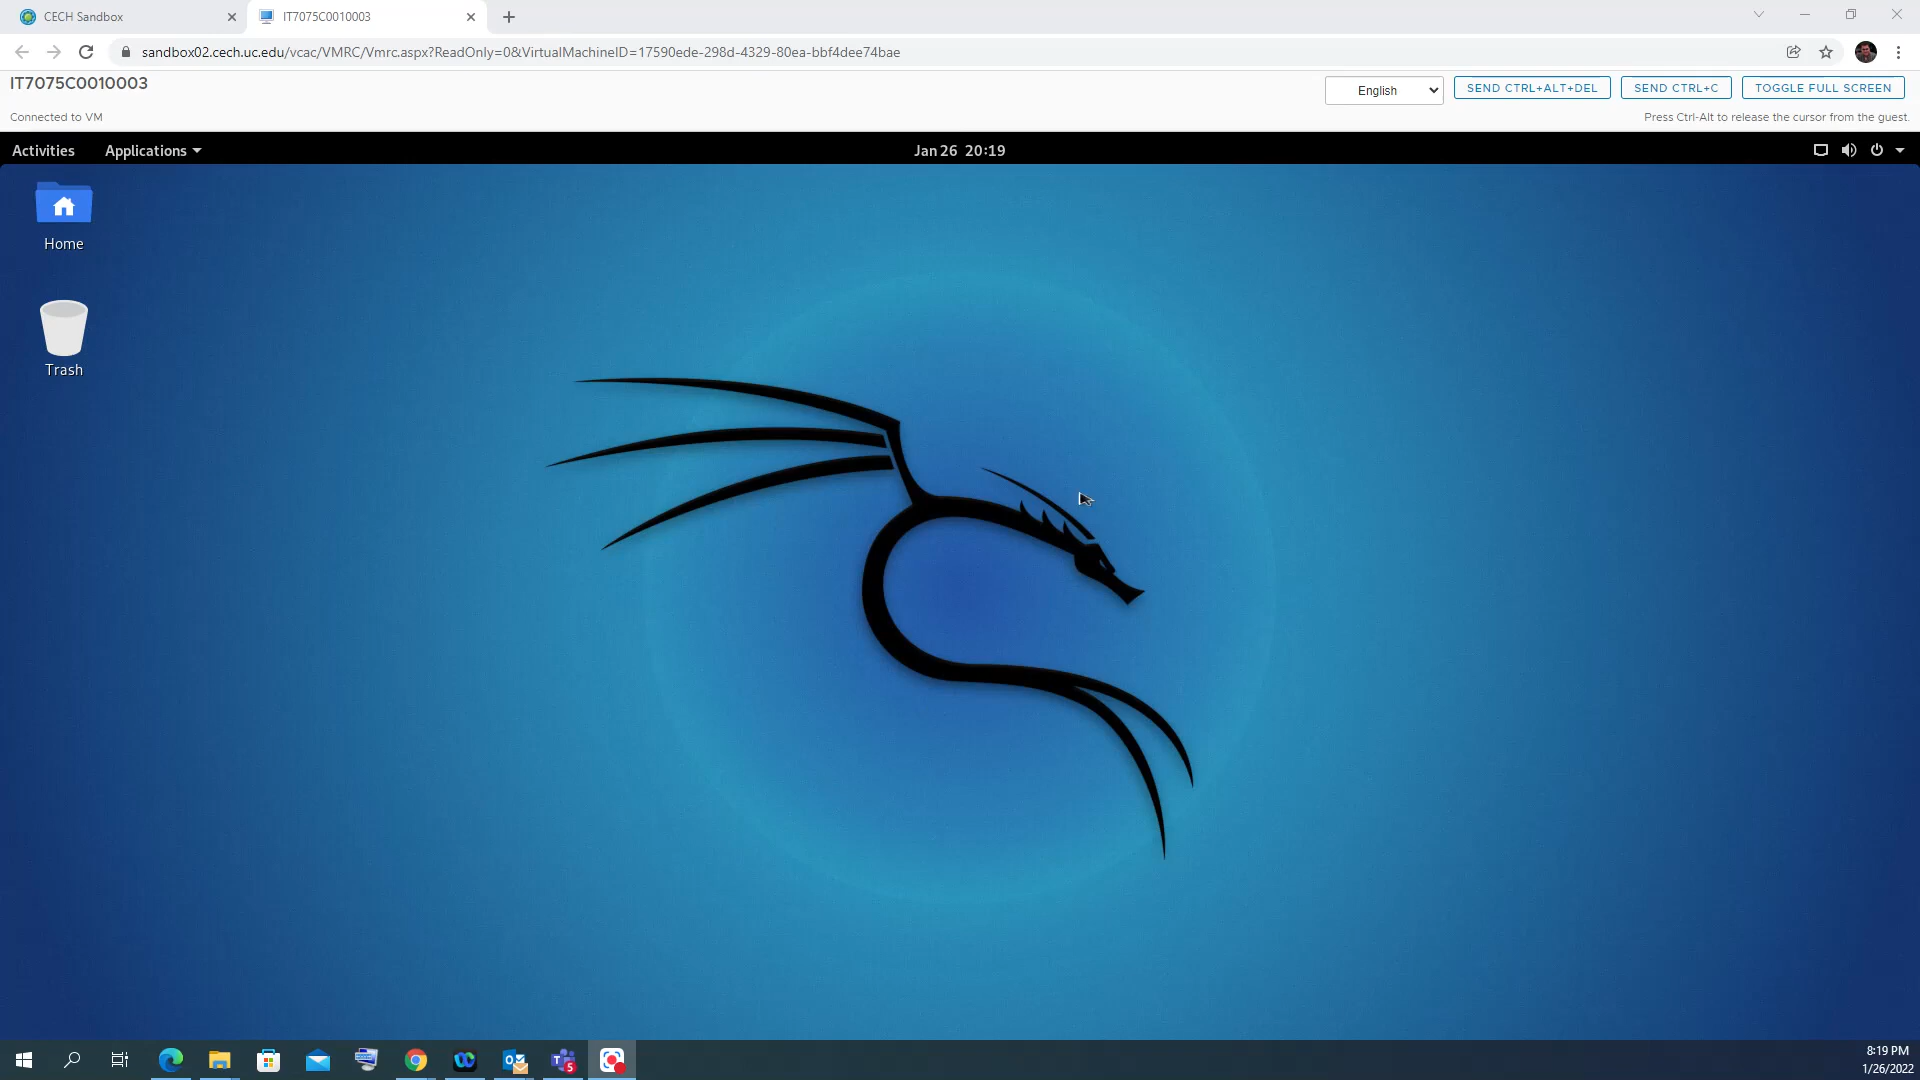 CECH Sandbox
IT7075C0010003
sandbox02.cech.uc.edu/vcac/VMRC/Vmrc.aspx?ReadOnly=0&VirtualMachineID=17590ede-298d-4329-80ea-bbf4dee74bae
IT7075C0010003
English
SEND CTRL+ALT+DEL
SEND CTRL+C
TOGGLE FULL SCREEN
Connected to VM
Press Ctrl-Alt to release the cursor from the guest.
Activities
Applications
Jan 26 20:19
Home
Trash
5
8:19 PM
1/26/2022